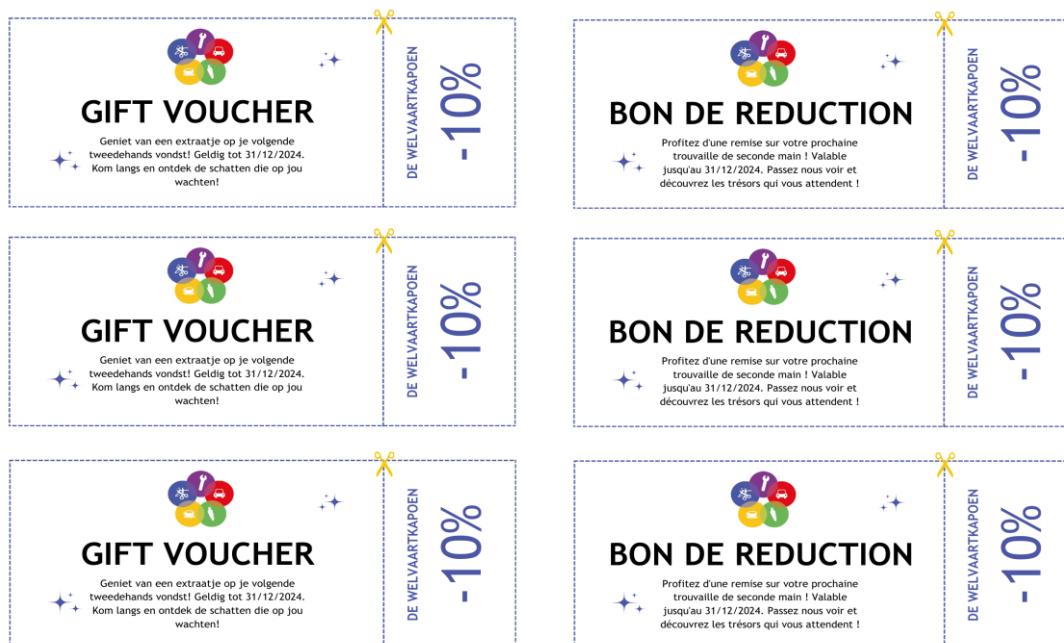 GIFT VOUCHER
Geniet van een extraatje op je volgende
tweedehands vondst! Geldig tot 31/12/2024.
Kom langs en ontdek de schatten die op jou
wachten!
DE WELVAARTKAPOEN
-10%
BON DE REDUCTION
Profitez d'une remise sur votre prochaine
trouvaille de seconde main ! Valable
jusqu'au 31/12/2024. Passez nous voir et
découvrez les trésors qui vous attendent !
DE WELVAARTKAPOEN
-10%
GIFT VOUCHER
Geniet van een extraatje op je volgende
tweedehands vondst! Geldig tot 31/12/2024.
Kom langs en ontdek de schatten die op jou
wachten!
DE WELVAARTKAPOEN
-10%
BON DE REDUCTION
Profitez d'une remise sur votre prochaine
trouvaille de seconde main ! Valable
jusqu'au 31/12/2024. Passez nous voir et
découvrez les trésors qui vous attendent !
DE WELVAARTKAPOEN
-10%
GIFT VOUCHER
Geniet van een extraatje op je volgende
tweedehands vondst! Geldig tot 31/12/2024.
Kom langs en ontdek de schatten die op jou
wachten!
DE WELVAARTKAPOEN
-10%
BON DE REDUCTION
Profitez d'une remise sur votre prochaine
trouvaille de seconde main ! Valable
jusqu'au 31/12/2024. Passez nous voir et
découvrez les trésors qui vous attendent !
DE WELVAARTKAPOEN
-10%